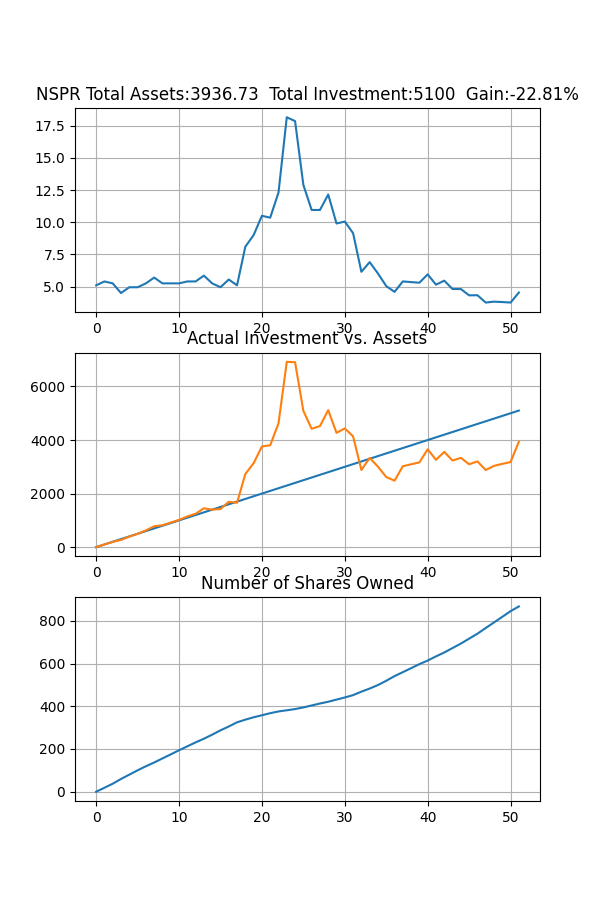 NSPR Total Assets:3936.73  Total Investment:5100  Gain:-22.81%
17.5
15.0
12.5
10.0
7.5
5.0
0 10 20 30 40 50
Actual Investment vs. Assets
6000
4000
2000
0
0 10 20 30 40 50
Number of Shares Owned
800
600
400
200
0
0 10 20 30 40 50